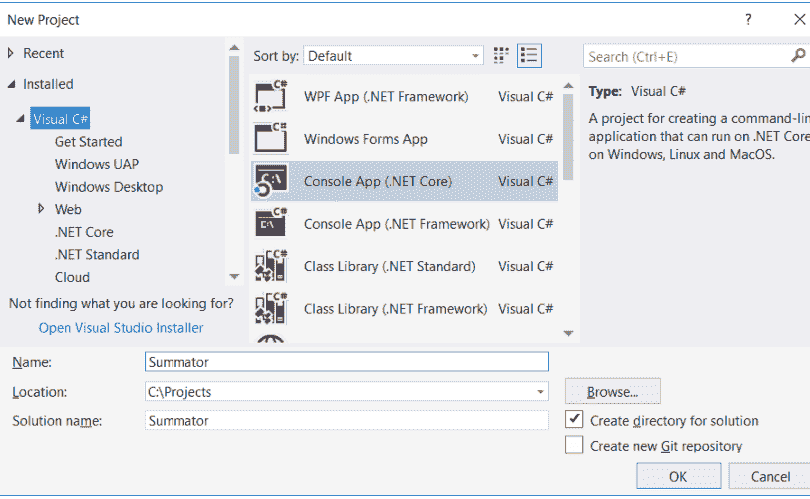 New Project
? ×
Recent
Installed
Visual C#
Get Started
Windows UAP
Windows Desktop
Web
.NET Core
.NET Standard
Cloud
Not finding what you are looking for?
Open Visual Studio Installer
Sort by: Default
WPF App (.NET Framework) Visual C#
Windows Forms App Visual C#
Console App (.NET Core) Visual C#
Console App (.NET Framework) Visual C#
Class Library (.NET Standard) Visual C#
Class Library (.NET Framework) Visual C#
Search (Ctrl+E)
Type: Visual C#
A project for creating a command-lin
application that can run on .NET Core
on Windows, Linux and MacOS.
Name: Summator
Location: C:\Projects
Browse...
Solution name: Summator
Create directory for solution
Create new Git repository
OK Cancel